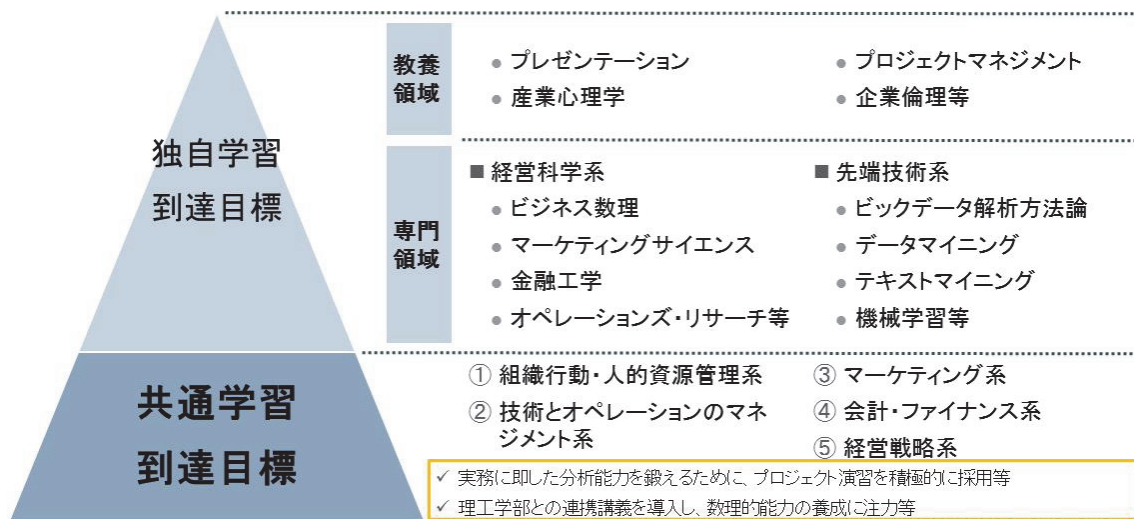 独自学習
到達目標
共通学習
到達目標
教養
領域
● プレゼンテーション
● 産業心理学
● プロジェクトマネジメント
● 企業倫理等
専門
領域
■ 経営科学系
● ビジネス数理
● マーケティングサイエンス
● 金融工学
● オペレーションズ・リサーチ等
■ 先端技術系
● ビックデータ解析方法論
● データマイニング
● テキストマイニング
● 機械学習等
① 組織行動・人的資源管理系
② 技術とオペレーションのマネ
ジメント系
③ マーケティング系
④ 会計・ファイナンス系
⑤ 経営戦略系
✓ 実務に即した分析能力を鍛えるために、プロジェクト演習を積極的に採用等
✓ 理工学部との連携講義を導入し、数理的能力の養成に注力等